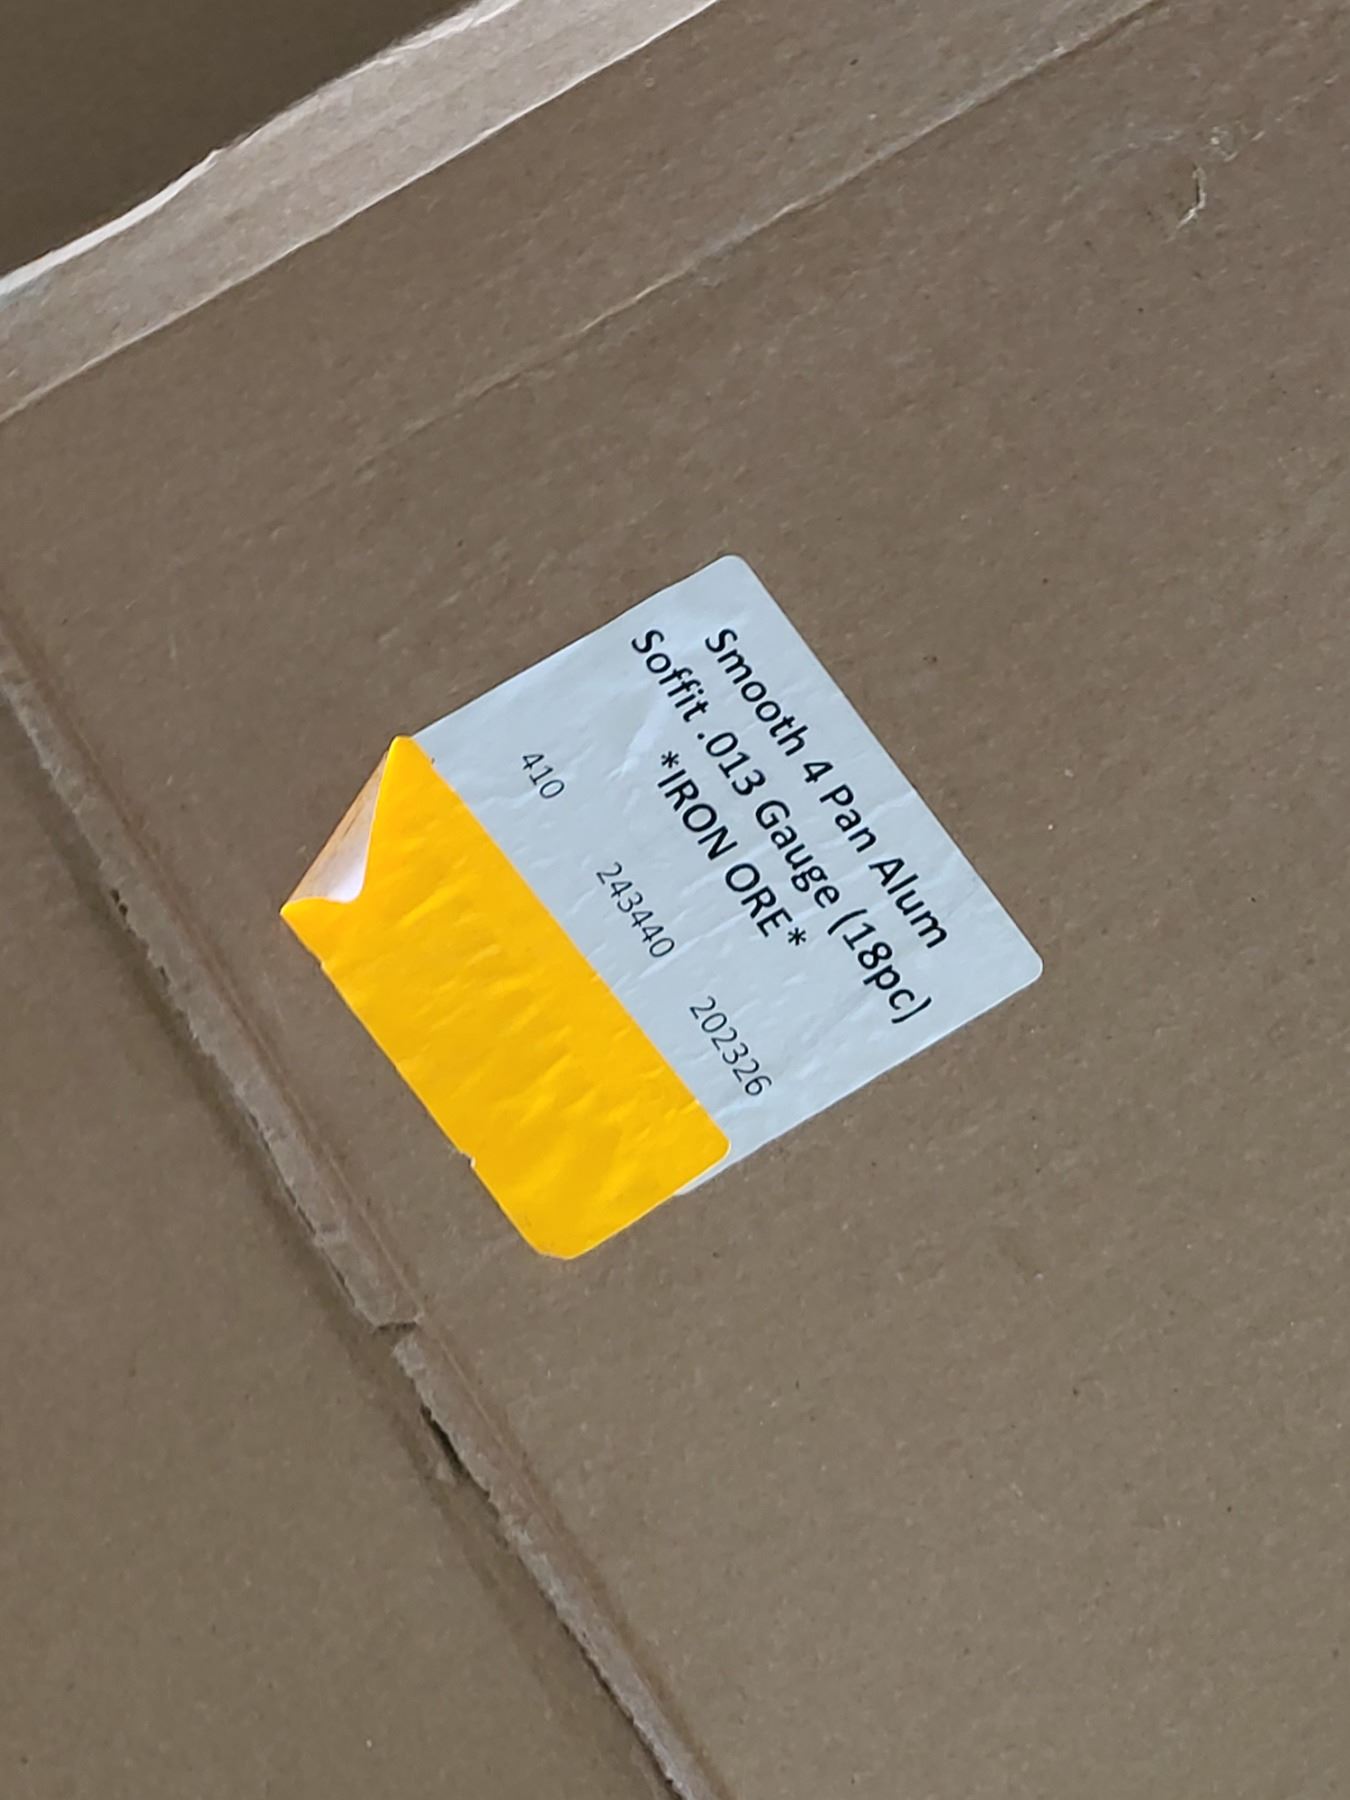 Smooth 4 Pan Alum
Soffit .013 Gauge (18pc)
*IRON ORE*
410 243440 202326